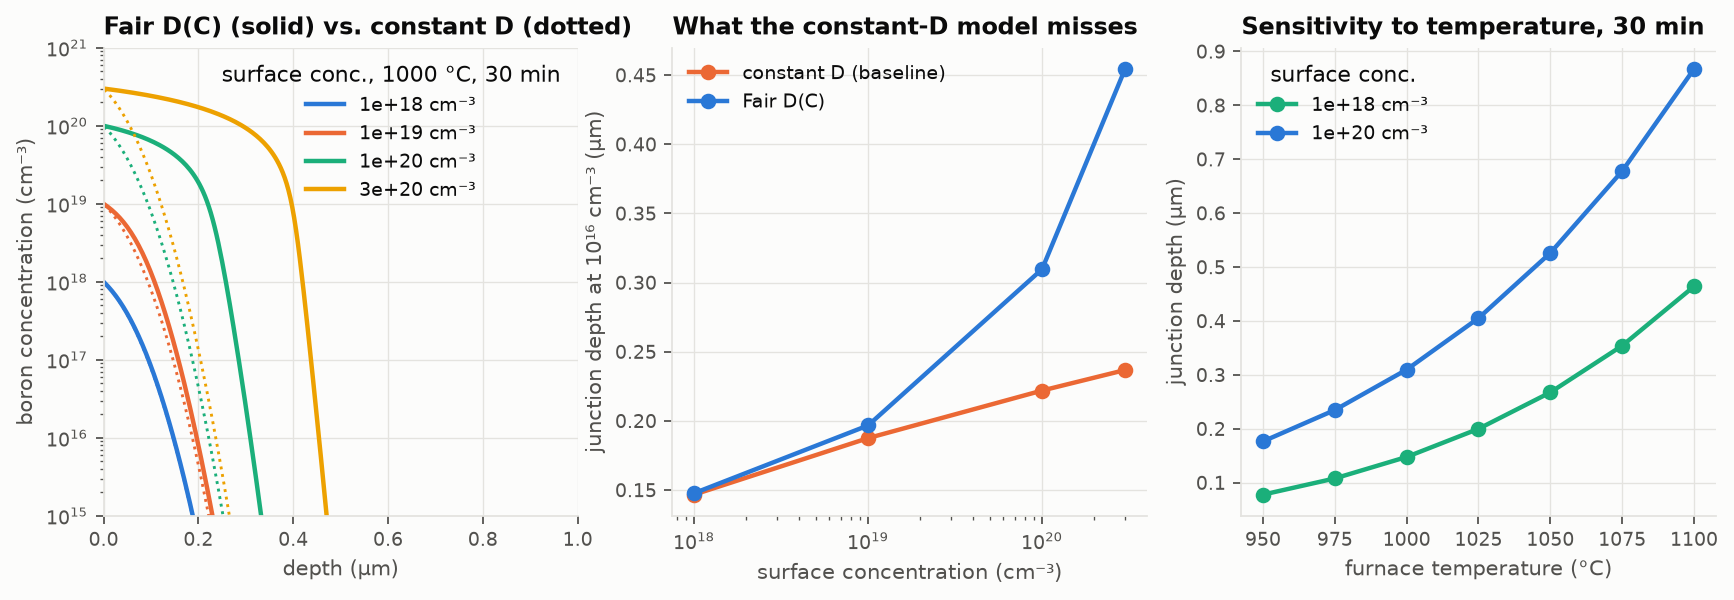 Fair D(C) (solid) vs. constant D (dotted)
boron concentration (cm⁻³)
10²¹
10²⁰
10¹⁹
10¹⁸
10¹⁷
10¹⁶
10¹⁵
surface conc., 1000 °C, 30 min
1e+18 cm⁻³
1e+19 cm⁻³
1e+20 cm⁻³
3e+20 cm⁻³
0.0 0.2 0.4 0.6 0.8 1.0
depth (µm)
What the constant-D model misses
junction depth at 10¹⁶ cm⁻³ (µm)
0.45
0.40
0.35
0.30
0.25
0.20
0.15
constant D (baseline)
Fair D(C)
10¹⁸ 10¹⁹ 10²⁰
surface concentration (cm⁻³)
Sensitivity to temperature, 30 min
junction depth (µm)
0.9
0.8
0.7
0.6
0.5
0.4
0.3
0.2
0.1
surface conc.
1e+18 cm⁻³
1e+20 cm⁻³
950 975 1000 1025 1050 1075 1100
furnace temperature (°C)